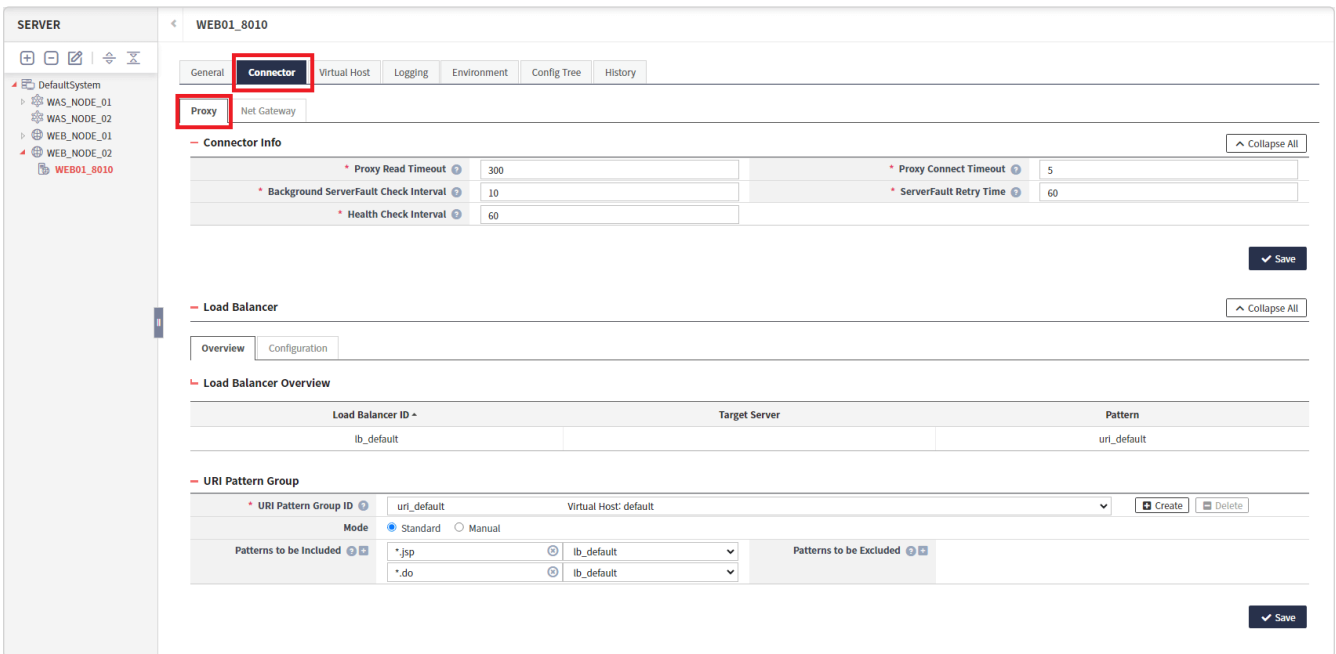 SERVER
WEB01_8010
DefaultSystem
WAS_NODE_01
WAS_NODE_02
WEB_NODE_01
WEB_NODE_02
WEB01_8010
General Connector Virtual Host Logging Environment Config Tree History
Proxy Net Gateway
Connector Info Collapse All
* Proxy Read Timeout 300 * Proxy Connect Timeout 5
* Background ServerFault Check Interval 10 * ServerFault Retry Time 60
* Health Check Interval 60
Save
Load Balancer Collapse All
Overview Configuration
Load Balancer Overview
Load Balancer ID Target Server Pattern
lb_default uri_default
URI Pattern Group
* URI Pattern Group ID uri_default Virtual Host: default Create Delete
Mode Standard Manual
Patterns to be Included *.jsp lb_default Patterns to be Excluded
*.do lb_default
Save